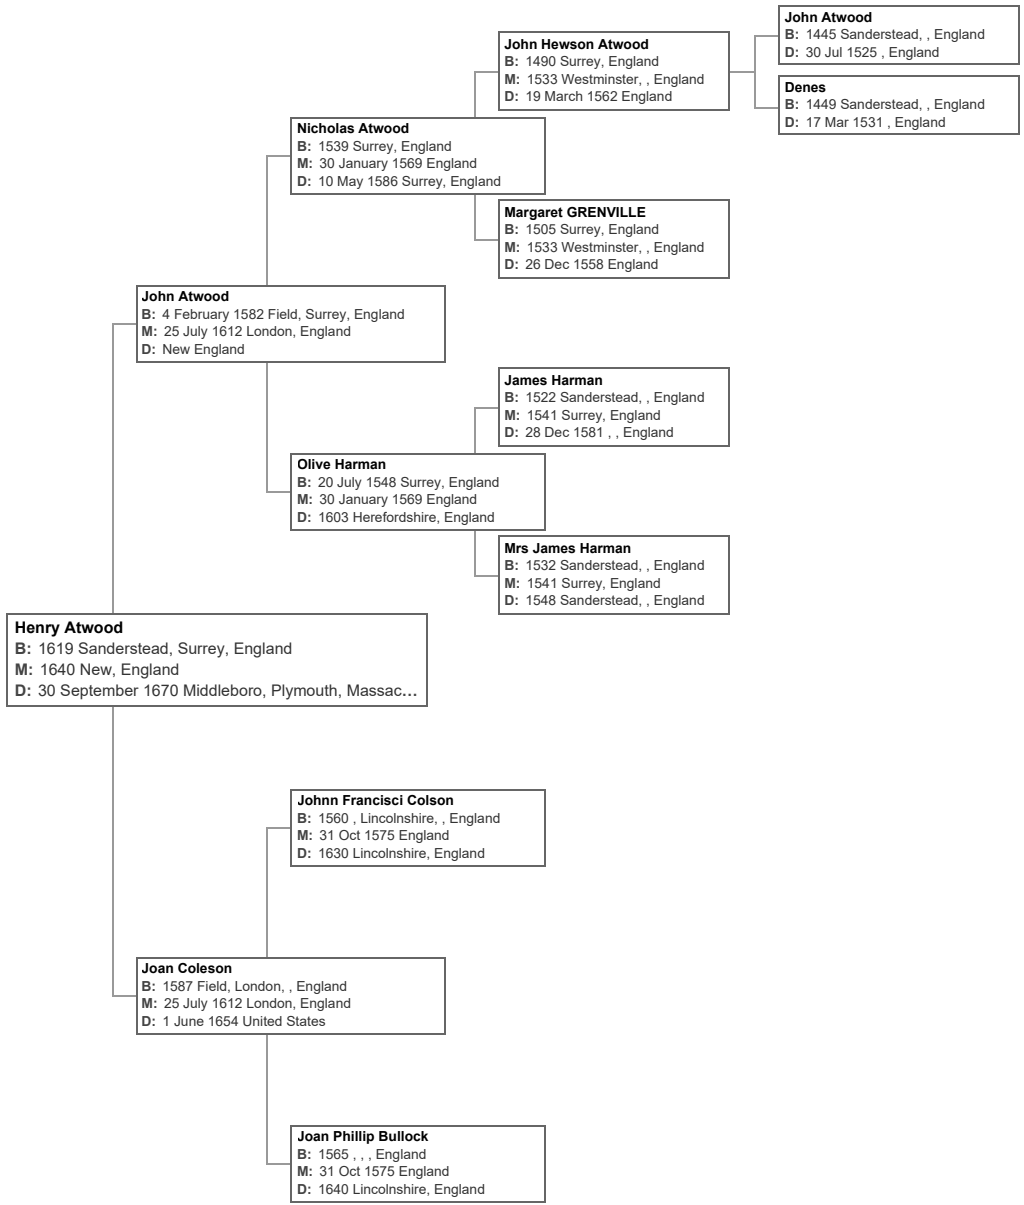 John Atwood
B: 1445 Sanderstead, , England
D: 30 Jul 1525 , England
John Hewson Atwood
B: 1490 Surrey, England
M: 1533 Westminster, , England
D: 19 March 1562 England
Denes
B: 1449 Sanderstead, , England
D: 17 Mar 1531 , England
Nicholas Atwood
B: 1539 Surrey, England
M: 30 January 1569 England
D: 10 May 1586 Surrey, England
Margaret GRENVILLE
B: 1505 Surrey, England
M: 1533 Westminster, , England
D: 26 Dec 1558 England
John Atwood
B: 4 February 1582 Field, Surrey, England
M: 25 July 1612 London, England
D: New England
James Harman
B: 1522 Sanderstead, , England
M: 1541 Surrey, England
D: 28 Dec 1581 , , England
Olive Harman
B: 20 July 1548 Surrey, England
M: 30 January 1569 England
D: 1603 Herefordshire, England
Mrs James Harman
B: 1532 Sanderstead, , England
M: 1541 Surrey, England
D: 1548 Sanderstead, , England
Henry Atwood
B: 1619 Sanderstead, Surrey, England
M: 1640 New, England
D: 30 September 1670 Middleboro, Plymouth, Massac...
Johnn Francisci Colson
B: 1560 , Lincolnshire, , England
M: 31 Oct 1575 England
D: 1630 Lincolnshire, England
Joan Coleson
B: 1587 Field, London, , England
M: 25 July 1612 London, England
D: 1 June 1654 United States
Joan Phillip Bullock
B: 1565 , , , England
M: 31 Oct 1575 England
D: 1640 Lincolnshire, England